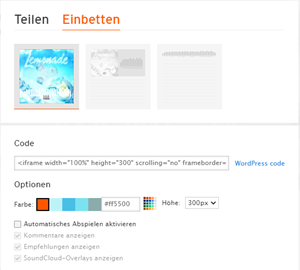 Teilen Einbetten
Lemonade
Code
<iframe width="100%" height="300" scrolling="no" frameborder=
WordPress code
Optionen
Farbe: #ff5500 Höhe: 300px
Automatisches Abspielen aktivieren
Kommentare anzeigen
Empfehlungen anzeigen
SoundCloud-Overlays anzeigen